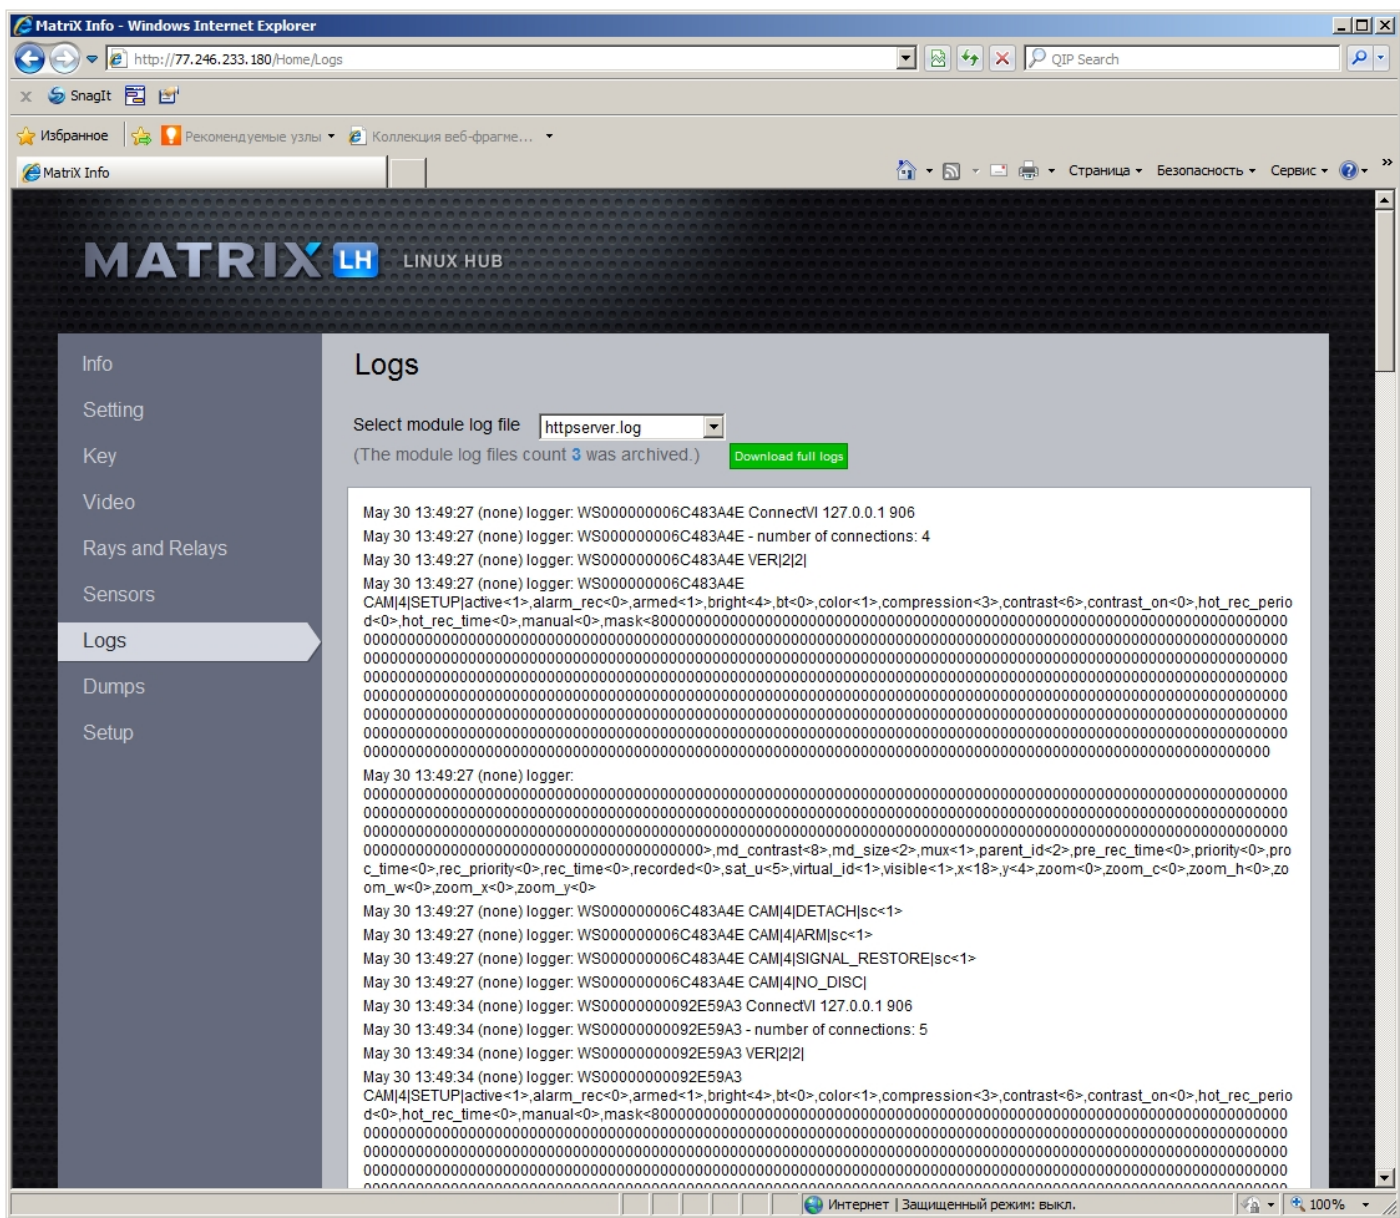 MatriX Info - Windows Internet Explorer
http://77.246.233.180/Home/Logs
QIP Search
x SnagIt
Избранное
Рекомендуемые узлы
Коллекция веб-фрагме...
MatriX Info
Страница
Безопасность
Сервис
»
MATRIX LH LINUX HUB
Info
Setting
Key
Video
Rays and Relays
Sensors
Logs
Dumps
Setup
Logs
Select module log file httpserver.log
(The module log files count 3 was archived.) Download full logs
May 30 13:49:27 (none) logger: WS000000006C483A4E ConnectVI 127.0.0.1 906
May 30 13:49:27 (none) logger: WS000000006C483A4E - number of connections: 4
May 30 13:49:27 (none) logger: WS000000006C483A4E VER|2|2|
May 30 13:49:27 (none) logger: WS000000006C483A4E
CAM|4|SETUP|active<1>,alarm_rec<0>,armed<1>,bright<4>,bt<0>,color<1>,compression<3>,contrast<6>,contrast_on<0>,hot_rec_perio
d<0>,hot_rec_time<0>,manual<0>,
May 30 13:49:27 (none) logger:
>,md_contrast<8>,md_size<2>,mux<1>,parent_id<2>,pre_rec_time<0>,priority<0>,pro
c_time<0>,rec_priority<0>,rec_time<0>,recorded<0>,sat_u<5>,virtual_id<1>,visible<1>,x<18>,y<4>,zoom<0>,zoom_c<0>,zoom_h<0>,zo
om_w<0>,zoom_x<0>,zoom_y<0>
May 30 13:49:27 (none) logger: WS000000006C483A4E CAM|4|DETACH|sc<1>
May 30 13:49:27 (none) logger: WS000000006C483A4E CAM|4|ARM|sc<1>
May 30 13:49:27 (none) logger: WS000000006C483A4E CAM|4|SIGNAL_RESTORE|sc<1>
May 30 13:49:27 (none) logger: WS000000006C483A4E CAM|4|NO_DISC|
May 30 13:49:34 (none) logger: WS00000000092E59A3 ConnectVI 127.0.0.1 906
May 30 13:49:34 (none) logger: WS00000000092E59A3 - number of connections: 5
May 30 13:49:34 (none) logger: WS00000000092E59A3 VER|2|2|
May 30 13:49:34 (none) logger: WS00000000092E59A3
CAM|4|SETUP|active<1>,alarm_rec<0>,armed<1>,bright<4>,bt<0>,color<1>,compression<3>,contrast<6>,contrast_on<0>,hot_rec_perio
d<0>,hot_rec_time<0>,manual<0>,
Интернет | Защищенный режим: выкл.
100%